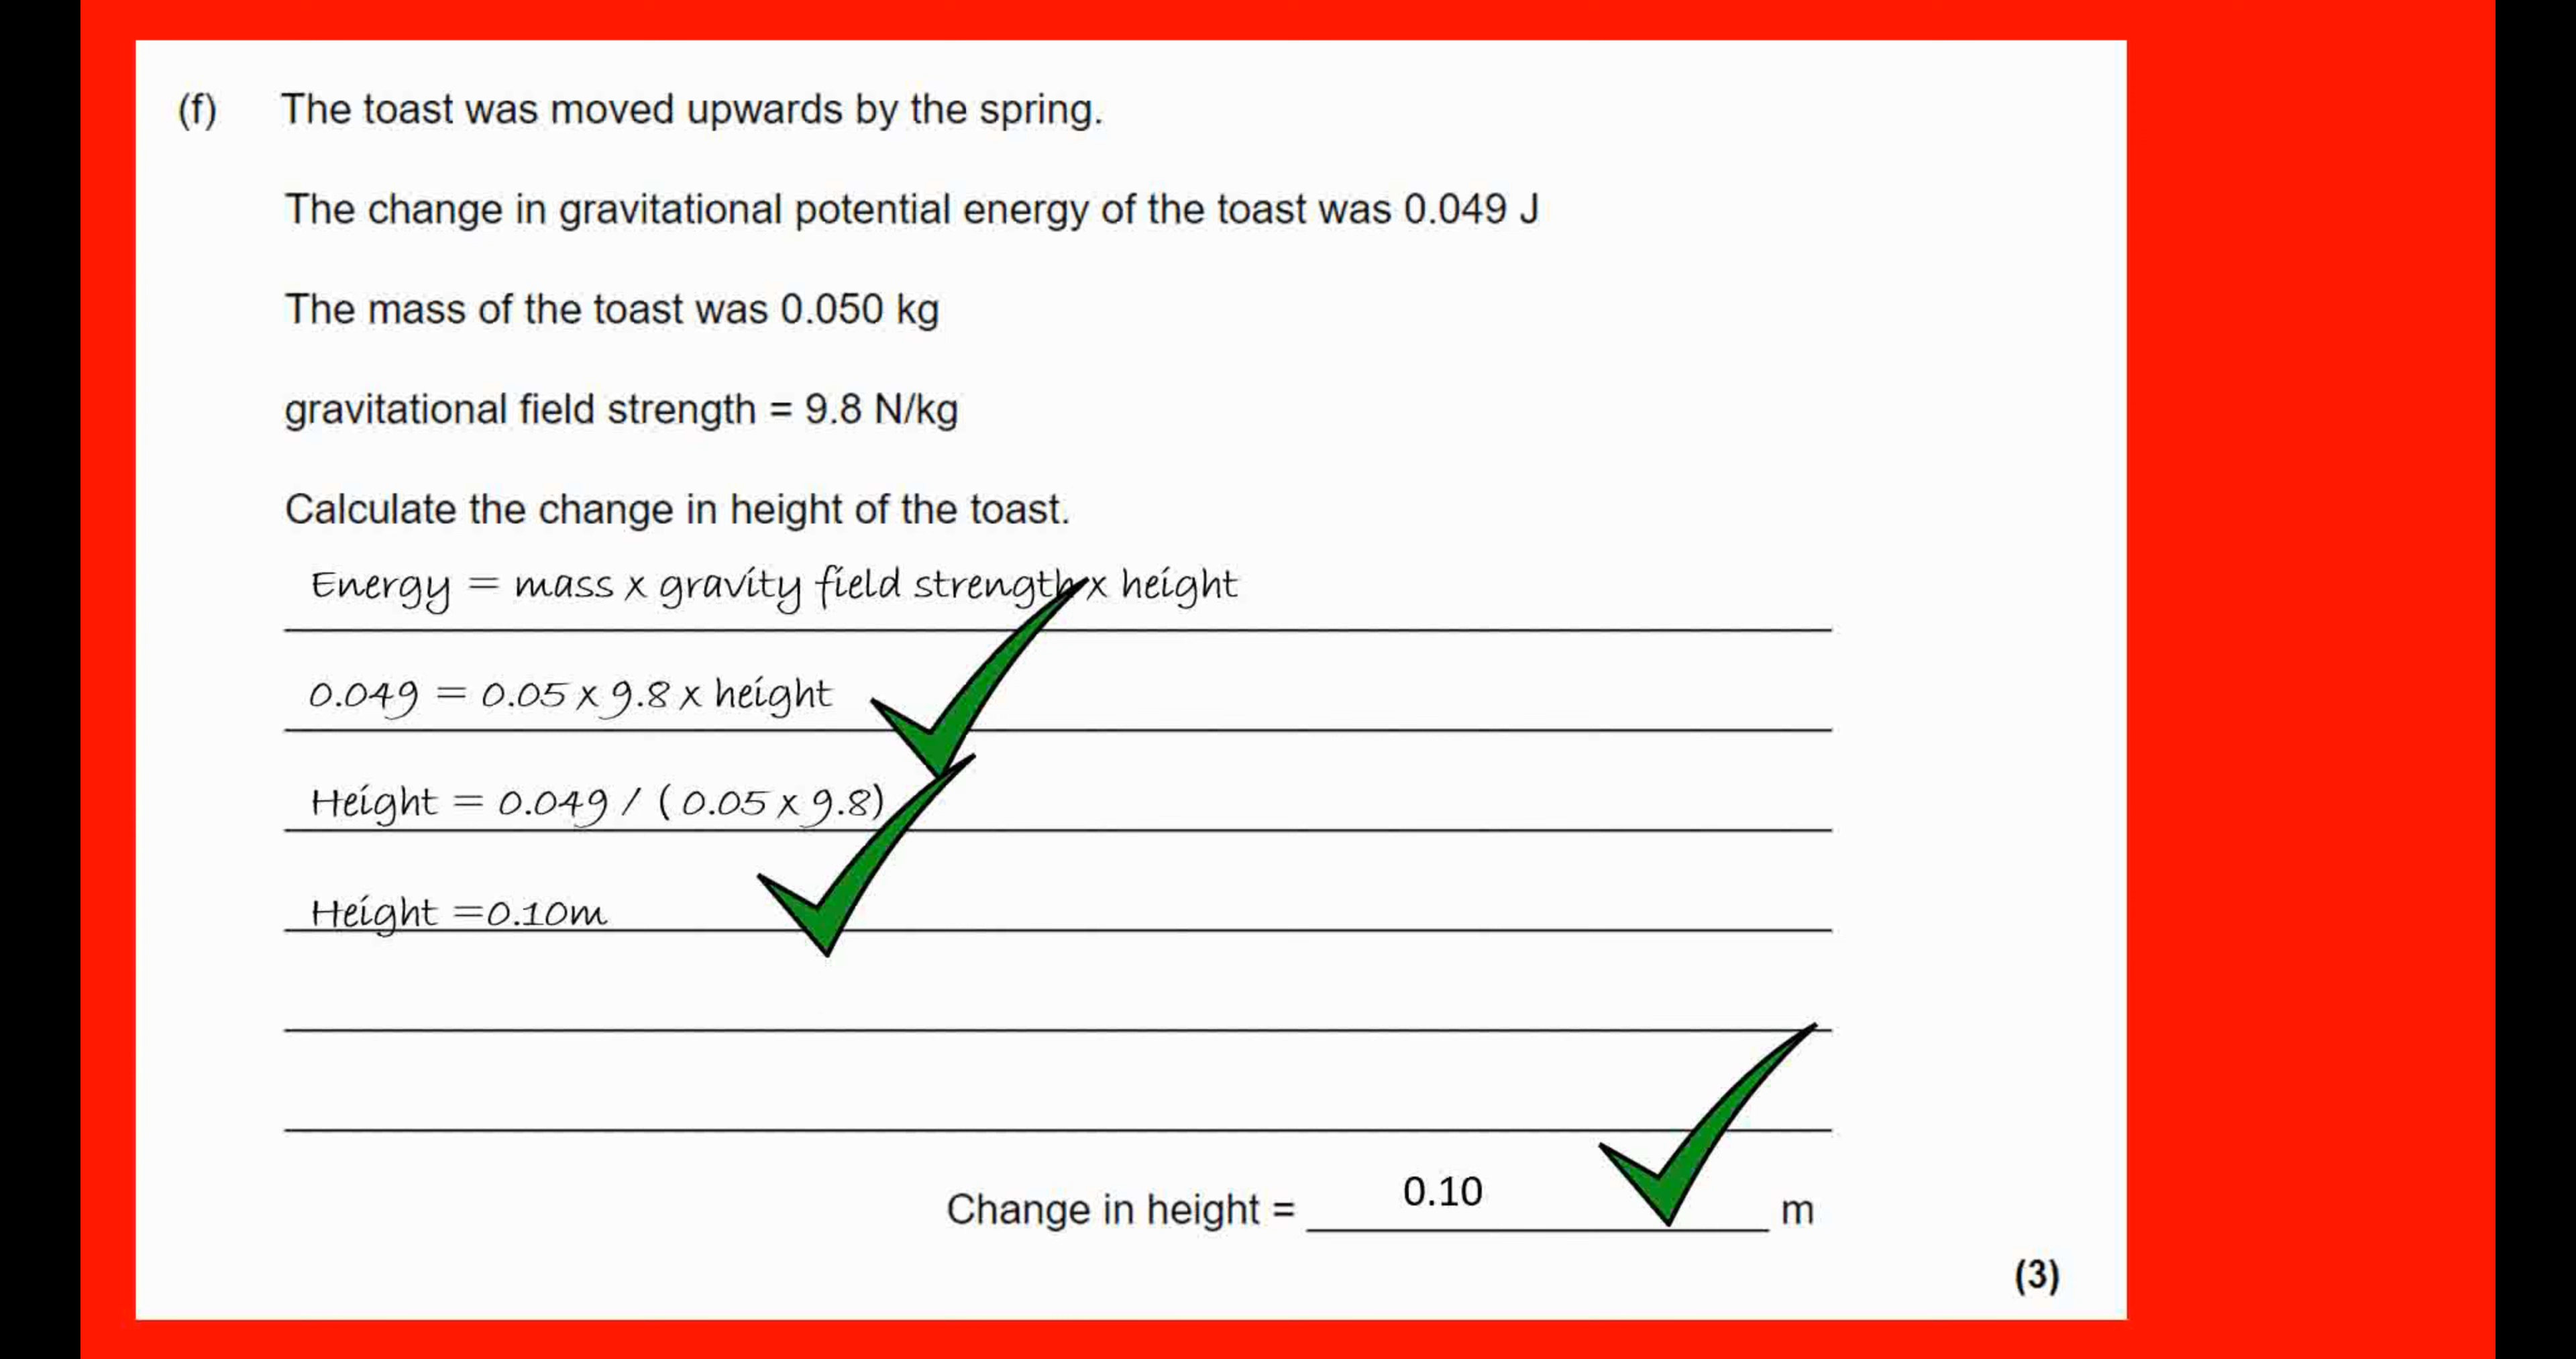 (f) The toast was moved upwards by the spring.
The change in gravitational potential energy of the toast was 0.049 J
The mass of the toast was 0.050 kg
gravitational field strength = 9.8 N/kg
Calculate the change in height of the toast.
Energy = mass x gravity field strength x height
0.049 = 0.05 x 9.8 x height
Height = 0.049 / ( 0.05 x 9.8)
Height =0.10m
Change in height = 0.10 m
(3)